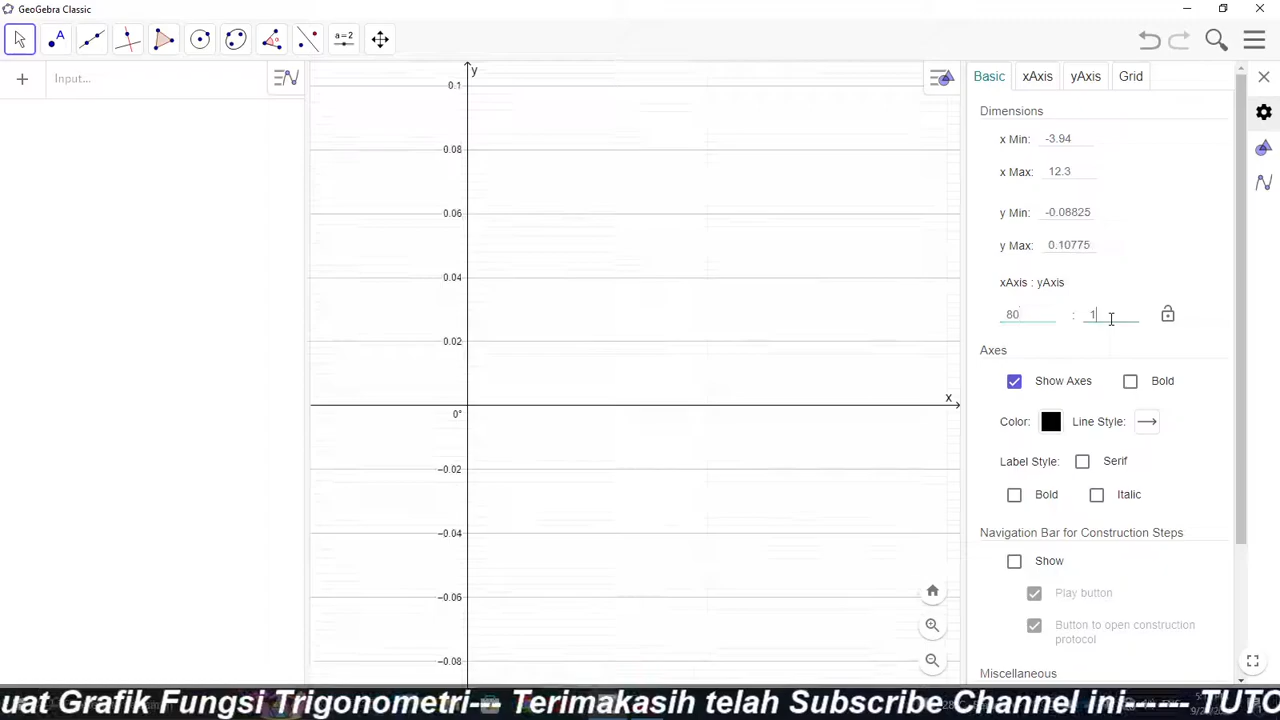 GeoGebra Classic
A
a=2
Input...
y
0.1
0.08
0.06
0.04
0.02
0°
x
−0.02
−0.04
−0.06
−0.08
Basic
xAxis
yAxis
Grid
Dimensions
x Min: -3.94
x Max: 12.3
y Min: -0.08825
y Max: 0.10775
xAxis : yAxis
80 : 1
Axes
Show Axes
Bold
Color:
Line Style:
Label Style:
Serif
Bold
Italic
Navigation Bar for Construction Steps
Show
Play button
Button to open construction
protocol
Miscellaneous
uat Grafik Fungsi Trigonometri-- Terimakasih telah Subscribe Channel ini----- TUTO